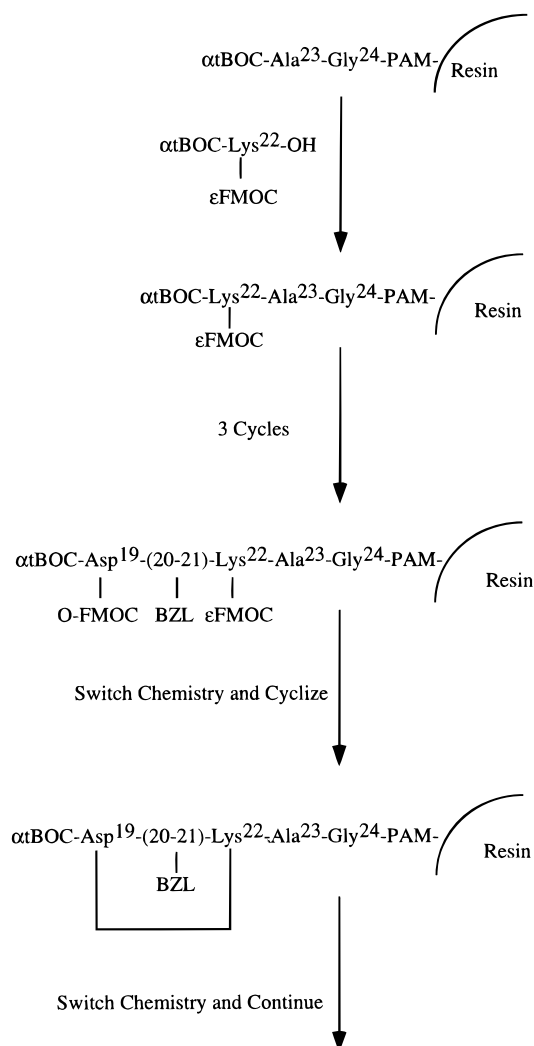 αtBOC-Ala23-Gly24-PAM-
Resin
αtBOC-Lys22-OH
εFMOC
αtBOC-Lys22-Ala23-Gly24-PAM-
Resin
εFMOC
3 Cycles
αtBOC-Asp19-(20-21)-Lys22-Ala23-Gly24-PAM-
Resin
O-FMOC BZL εFMOC
Switch Chemistry and Cyclize
αtBOC-Asp19-(20-21)-Lys22-Ala23-Gly24-PAM-
Resin
BZL
Switch Chemistry and Continue